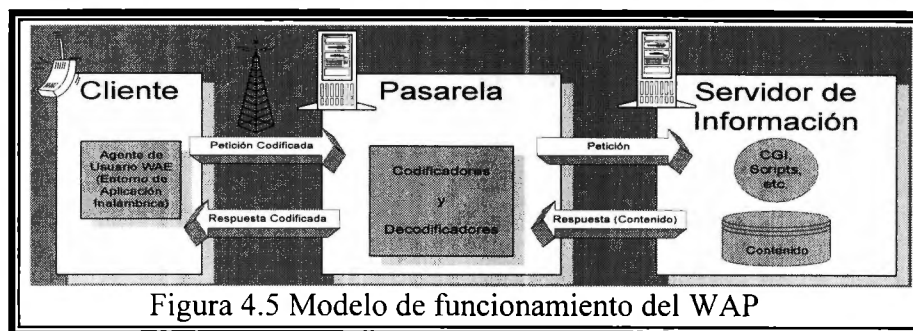 Cliente
Agente de
Usuario WAE
(Entorno de
Aplicación
Inalámbrica)
Petición Codificada
Respuesta Codificada
Pasarela
Codificadores
y
Decodificadores
Petición
Respuesta (Contenido)
Servidor de
Información
CGI,
Scripts,
etc.
Contenido
Figura 4.5 Modelo de funcionamiento del WAP